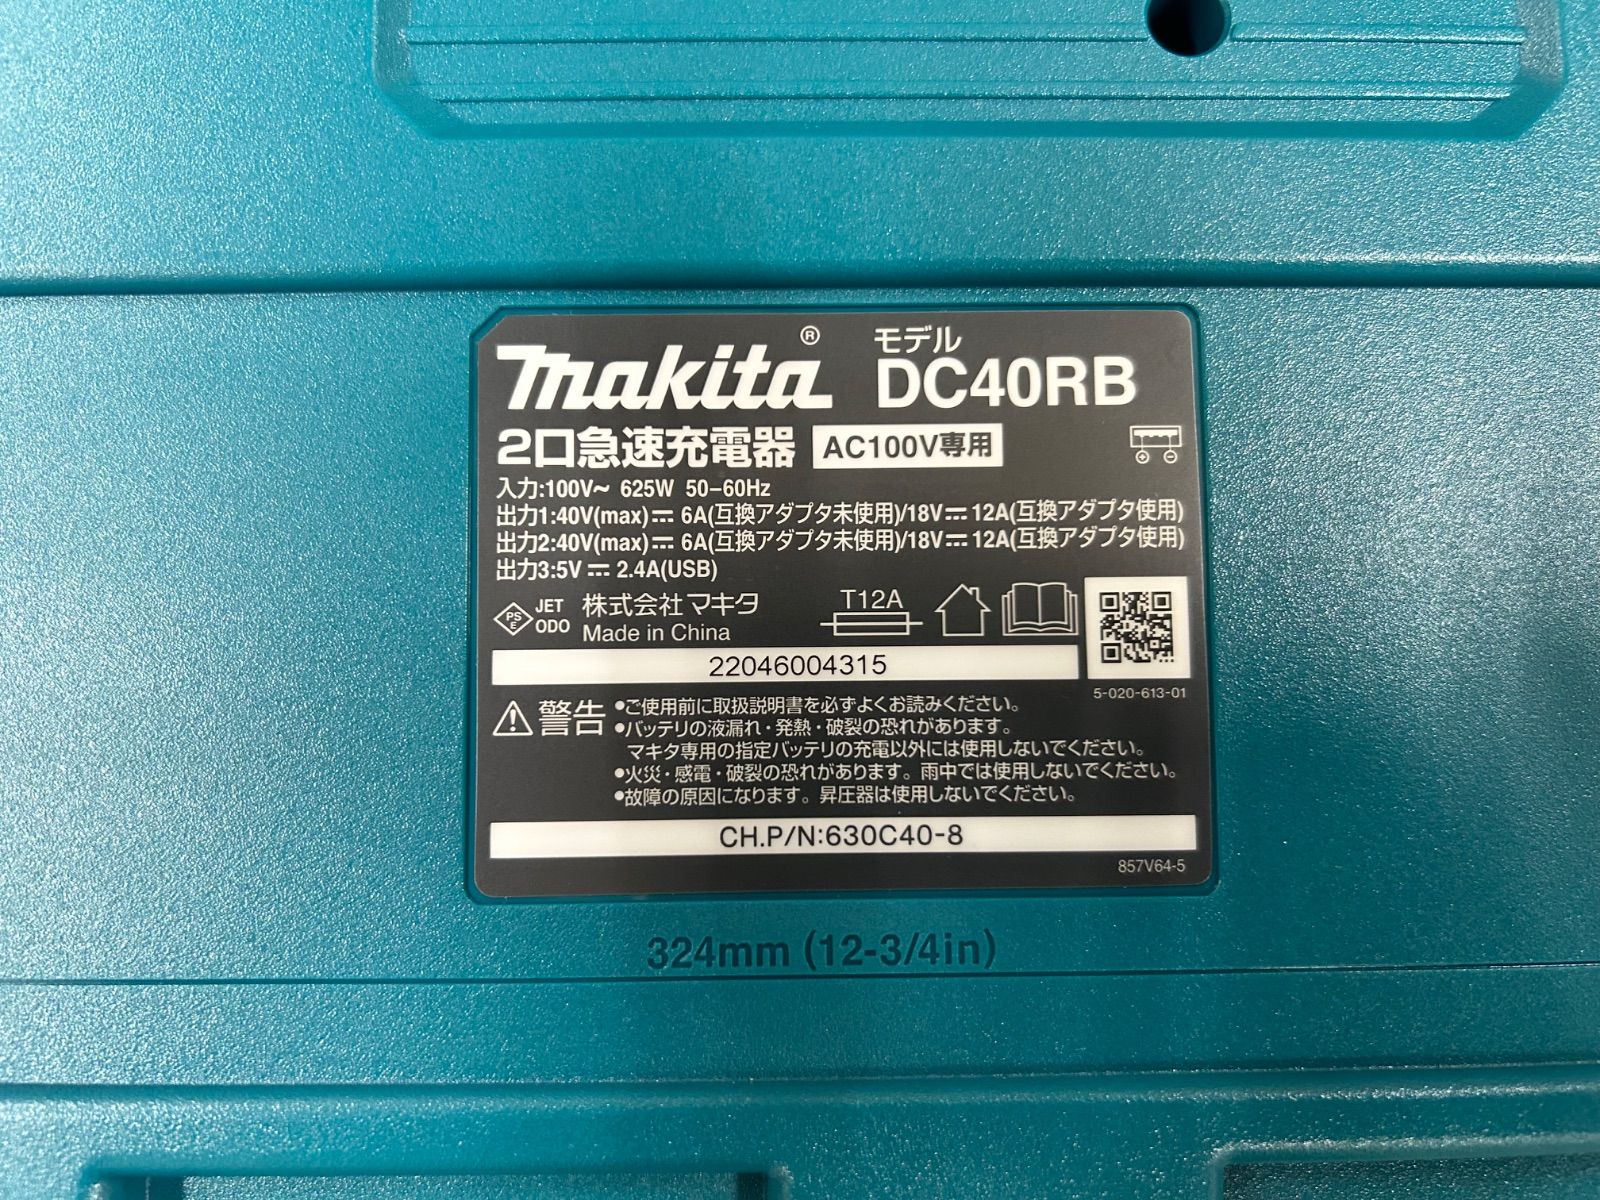 makita® モデル
DC40RB
2口急速充電器 AC100V専用
入力:100V~ 625W 50-60Hz
出力1:40V(max)⎓ 6A(互換アダプタ未使用)/18V⎓12A(互換アダプタ使用)
出力2:40V(max)⎓ 6A(互換アダプタ未使用)/18V⎓12A(互換アダプタ使用)
出力3:5V⎓ 2.4A(USB)
PS E JET ODO 株式会社マキタ
Made in China
T12A
22046004315
5-020-613-01
⚠警告 •ご使用前に取扱説明書を必ずよくお読みください。
•バッテリの液漏れ・発熱・破裂の恐れがあります。
マキタ専用の指定バッテリの充電以外には使用しないでください。
•火災・感電・破裂の恐れがあります。雨中では使用しないでください。
•故障の原因になります。昇圧器は使用しないでください。
CH.P/N:630C40-8
857V64-5
324mm (12-3/4in)